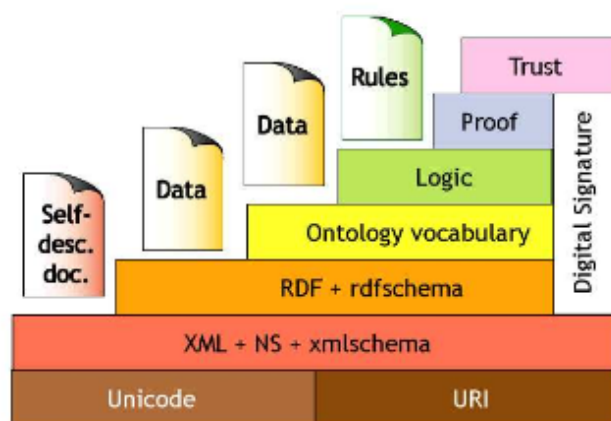 Rules
Trust
Data
Proof
Data
Logic
Self-
desc.
doc.
Ontology vocabulary
Digital Signature
RDF + rdfschema
XML + NS + xmlschema
Unicode
URI